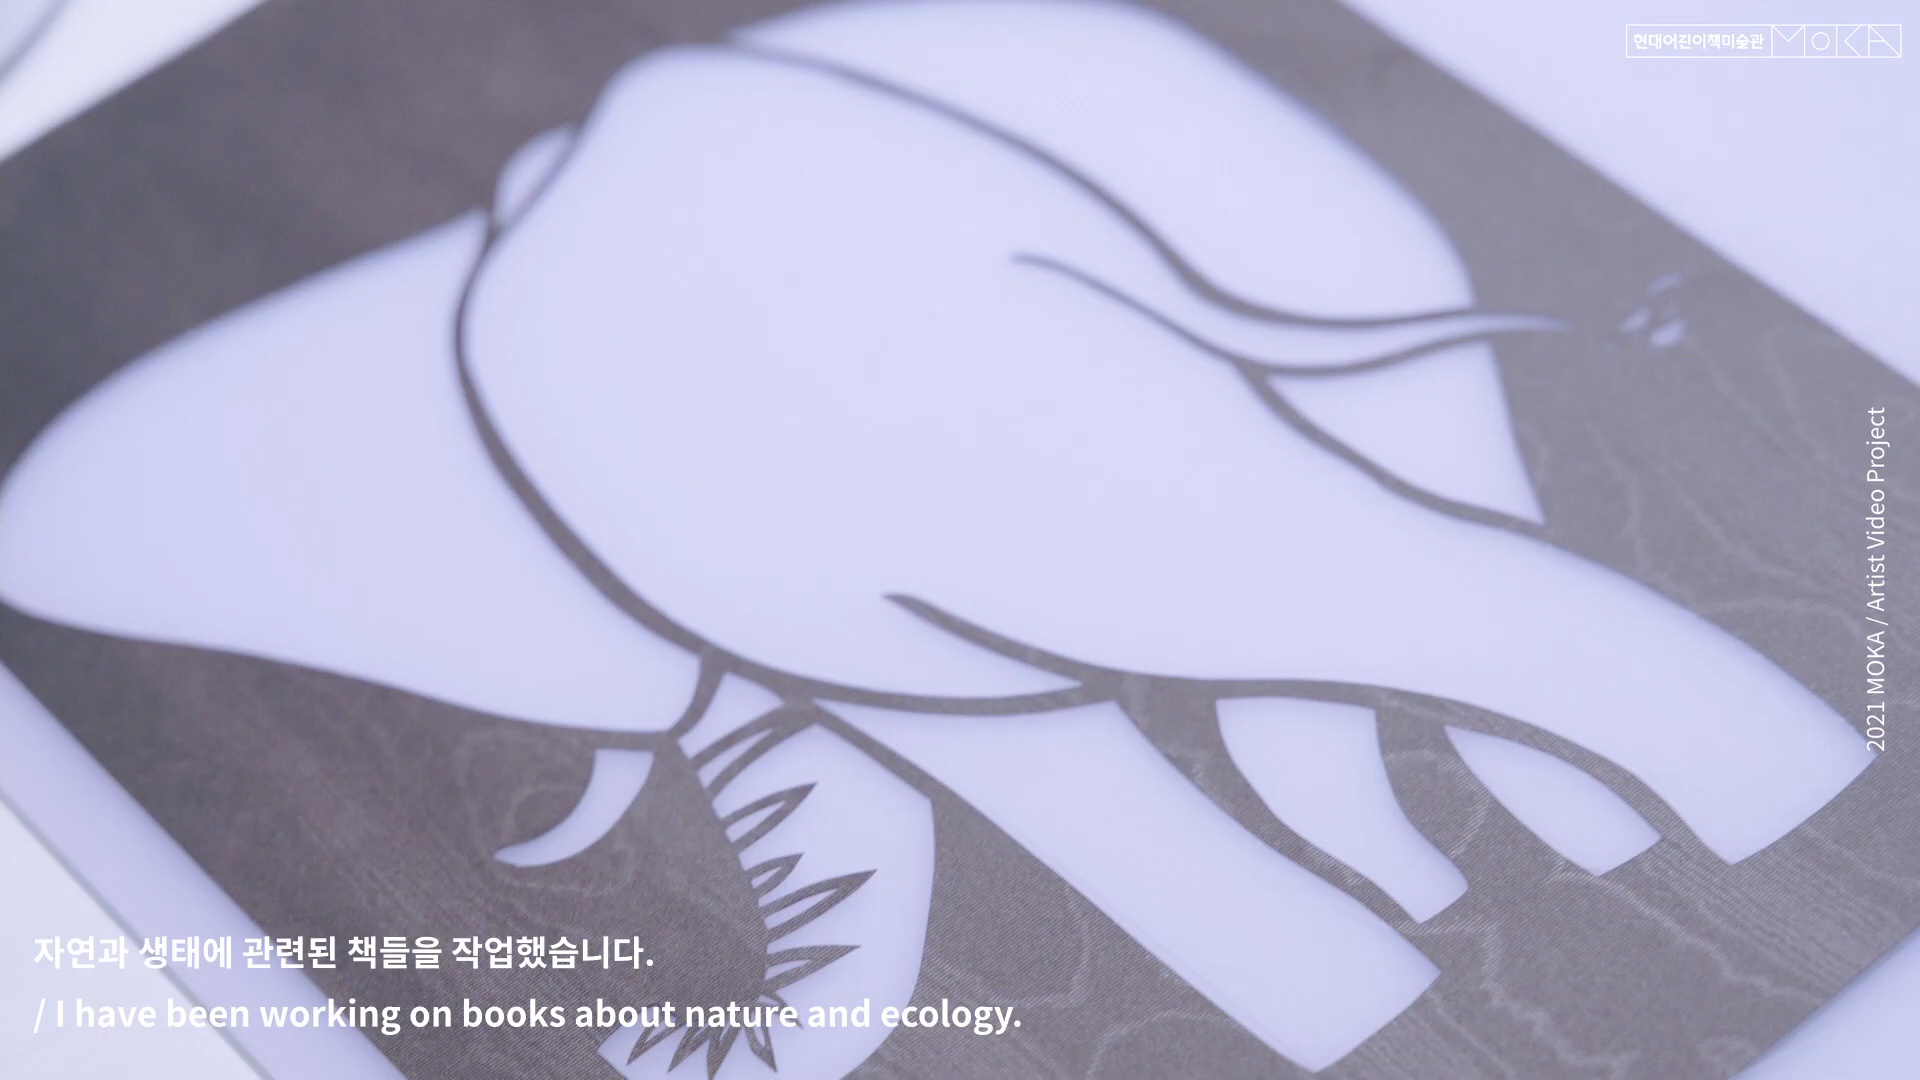 현대어린이책미술관 MOKA
2021 MOKA / Artist Video Project
자연과 생태에 관련된 책들을 작업했습니다.
/ I have been working on books about nature and ecology.